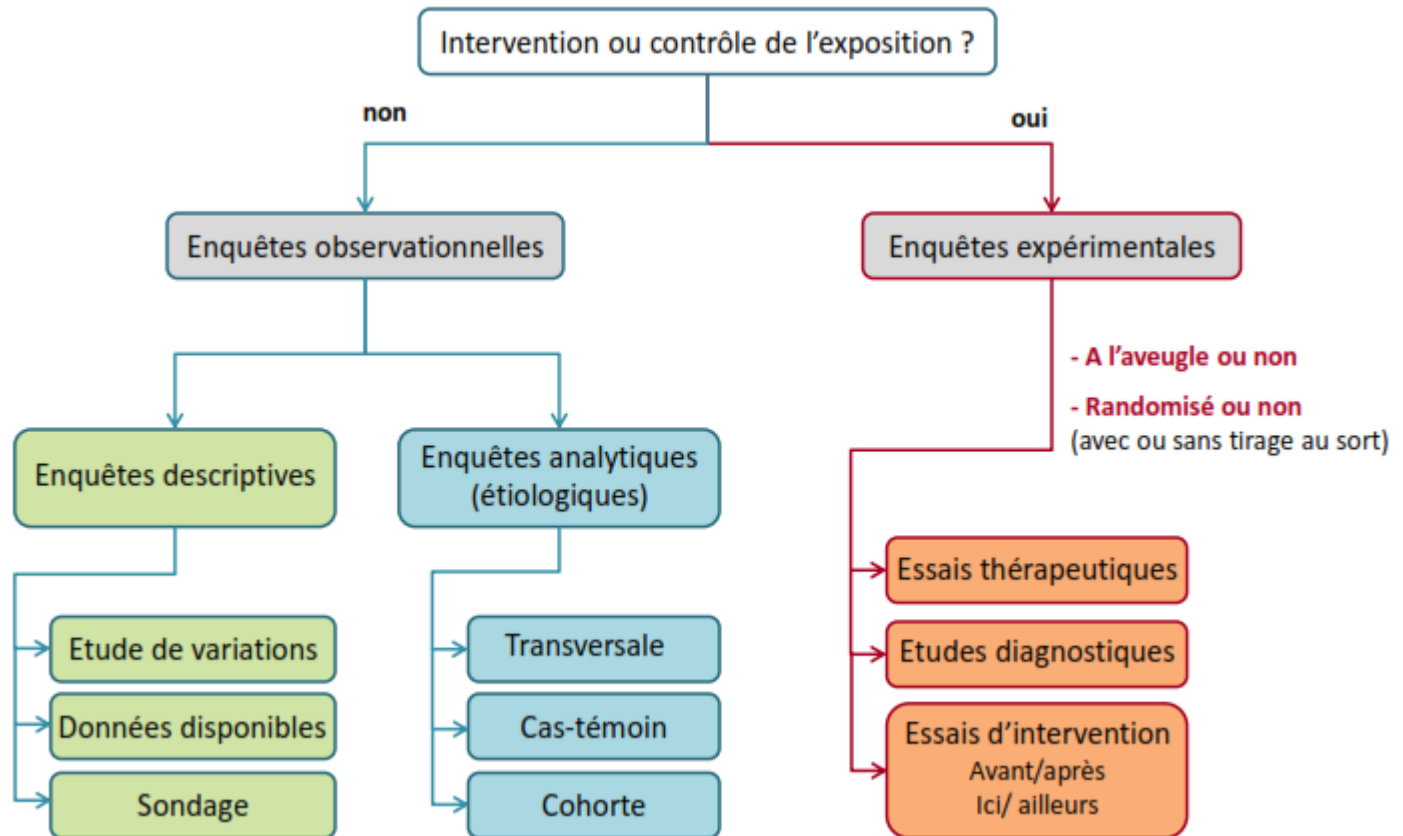 Intervention ou contrôle de l'exposition ?
non
oui
Enquêtes observationnelles
Enquêtes expérimentales
- A l'aveugle ou non
- Randomisé ou non
(avec ou sans tirage au sort)
Enquêtes descriptives
Enquêtes analytiques
(étiologiques)
Etude de variations
Données disponibles
Sondage
Transversale
Cas-témoin
Cohorte
Essais thérapeutiques
Etudes diagnostiques
Essais d'intervention
Avant/après
Ici/ ailleurs